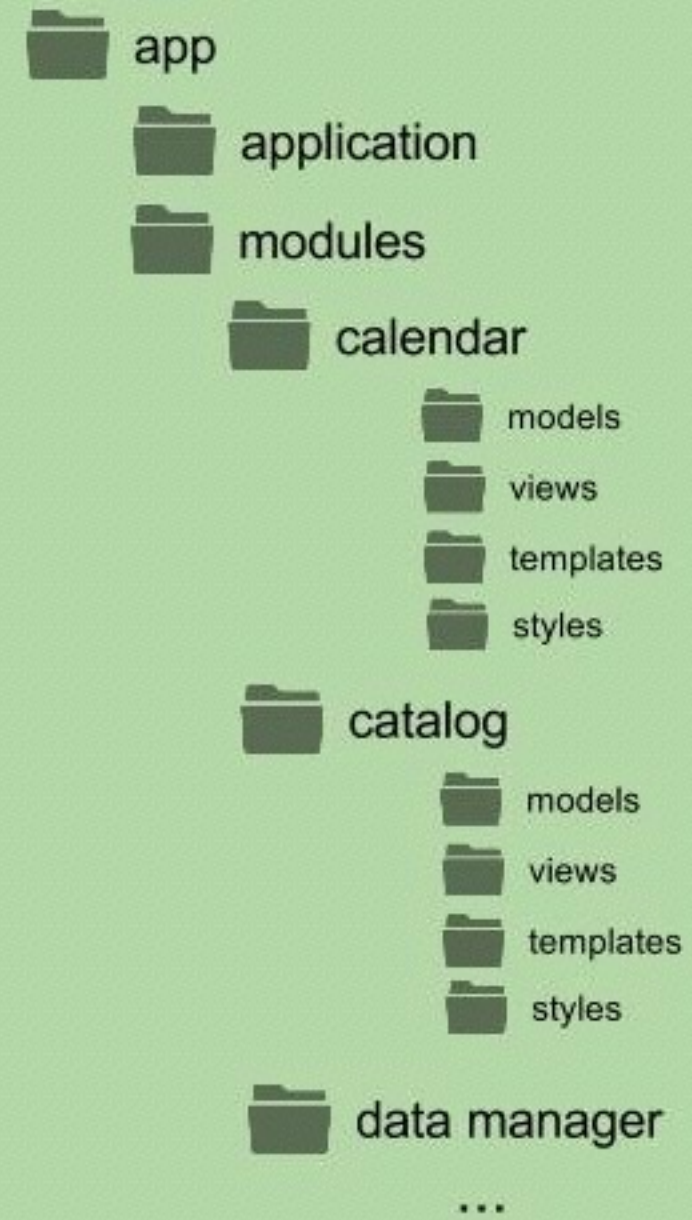 app
application
modules
calendar
models
views
templates
styles
catalog
models
views
templates
styles
data manager
...